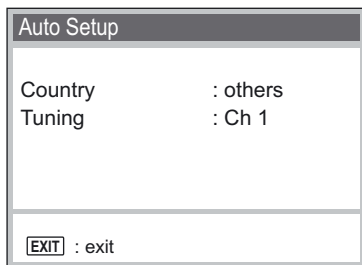 Auto Setup
Country : others
Tuning : Ch 1
EXIT : exit